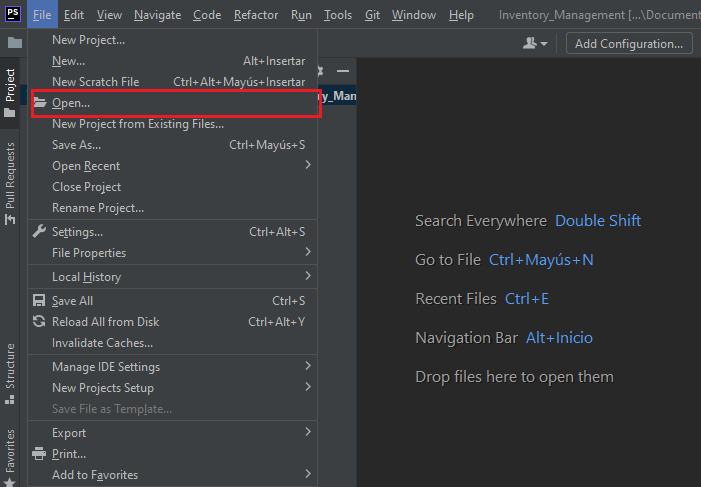 PS File Edit View Navigate Code Refactor Run Tools Git Window Help Inventory_Management [...\Document
Add Configuration...
New Project...
New... Alt+Insertar
New Scratch File Ctrl+Alt+Mayús+Insertar
Open... ry_Man
New Project from Existing Files...
Save As... Ctrl+Mayús+S
Open Recent
Close Project
Rename Project...
Settings... Ctrl+Alt+S
File Properties
Local History
Save All Ctrl+S
Reload All from Disk Ctrl+Alt+Y
Invalidate Caches...
Manage IDE Settings
New Projects Setup
Save File as Template...
Export
Print...
Add to Favorites
Project
Pull Requests
Structure
Favorites
Search Everywhere Double Shift
Go to File Ctrl+Mayús+N
Recent Files Ctrl+E
Navigation Bar Alt+Inicio
Drop files here to open them